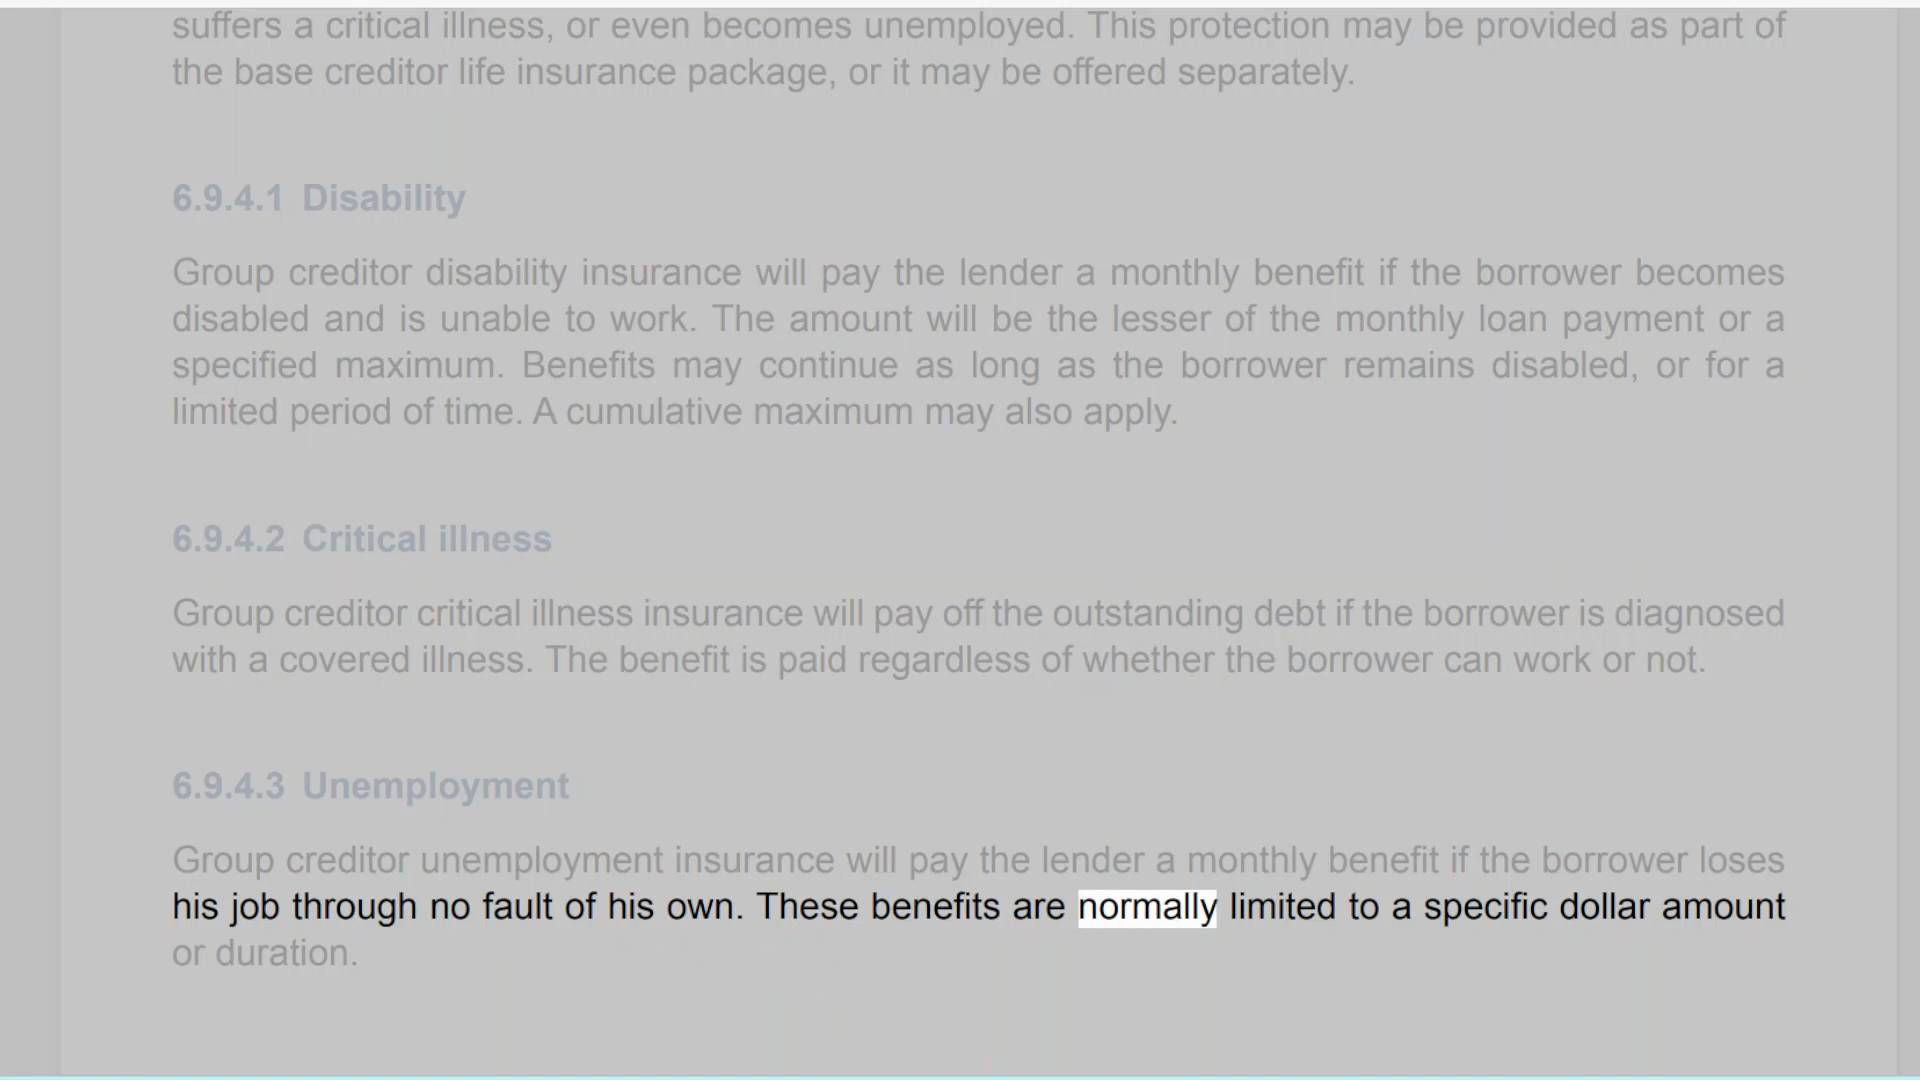 suffers a critical illness, or even becomes unemployed. This protection may be provided as part of
the base creditor life insurance package, or it may be offered separately.
6.9.4.1 Disability
Group creditor disability insurance will pay the lender a monthly benefit if the borrower becomes
disabled and is unable to work. The amount will be the lesser of the monthly loan payment or a
specified maximum. Benefits may continue as long as the borrower remains disabled, or for a
limited period of time. A cumulative maximum may also apply.
6.9.4.2 Critical illness
Group creditor critical illness insurance will pay off the outstanding debt if the borrower is diagnosed
with a covered illness. The benefit is paid regardless of whether the borrower can work or not.
6.9.4.3 Unemployment
Group creditor unemployment insurance will pay the lender a monthly benefit if the borrower loses
his job through no fault of his own. These benefits are normally limited to a specific dollar amount
or duration.